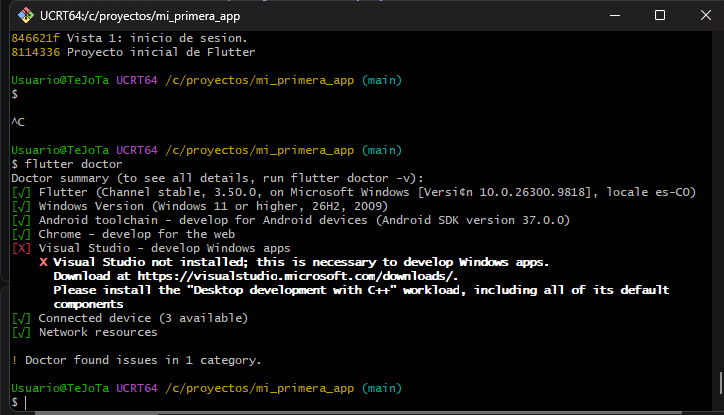 UCRT64:/c/proyectos/mi_primera_app
846621f Vista 1: inicio de sesion.
8114336 Proyecto inicial de Flutter
Usuario@TeJoTa UCRT64 /c/proyectos/mi_primera_app (main)
$
^C
Usuario@TeJoTa UCRT64 /c/proyectos/mi_primera_app (main)
$ flutter doctor
Doctor summary (to see all details, run flutter doctor -v):
[√] Flutter (Channel stable, 3.50.0, on Microsoft Windows [Versi¢n 10.0.26300.9818], locale es-CO)
[√] Windows Version (Windows 11 or higher, 26H2, 2009)
[√] Android toolchain - develop for Android devices (Android SDK version 37.0.0)
[√] Chrome - develop for the web
[X] Visual Studio - develop Windows apps
X Visual Studio not installed; this is necessary to develop Windows apps.
Download at https://visualstudio.microsoft.com/downloads/.
Please install the "Desktop development with C++" workload, including all of its default
components
[√] Connected device (3 available)
[√] Network resources
! Doctor found issues in 1 category.
Usuario@TeJoTa UCRT64 /c/proyectos/mi_primera_app (main)
$